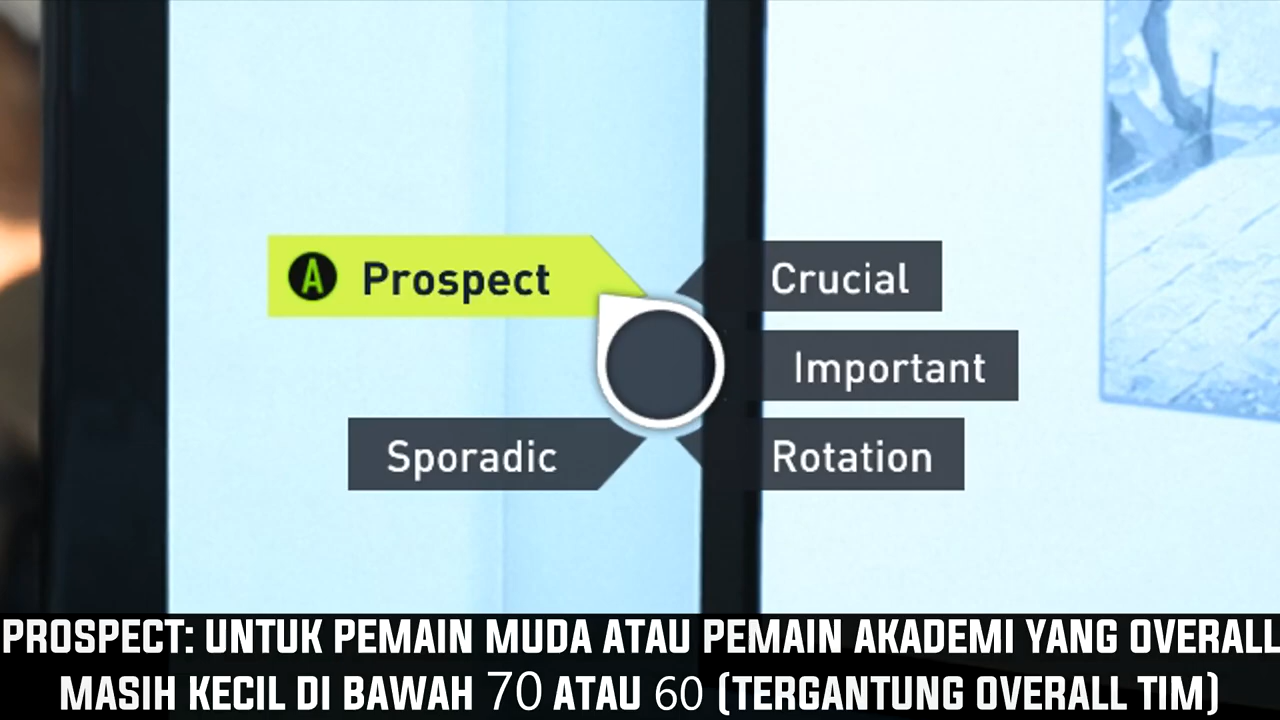 A Prospect
Crucial
Important
Sporadic
Rotation
PROSPECT: UNTUK PEMAIN MUDA ATAU PEMAIN AKADEMI YANG OVERALL
MASIH KECIL DI BAWAH 70 ATAU 60 (TERGANTUNG OVERALL TIM)